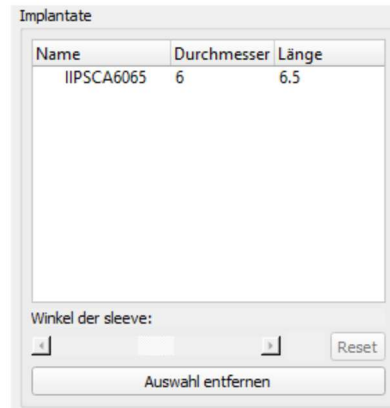 Implantate
Name Durchmesser Länge
IIPSCA6065 6 6.5
Winkel der sleeve:
Reset
Auswahl entfernen